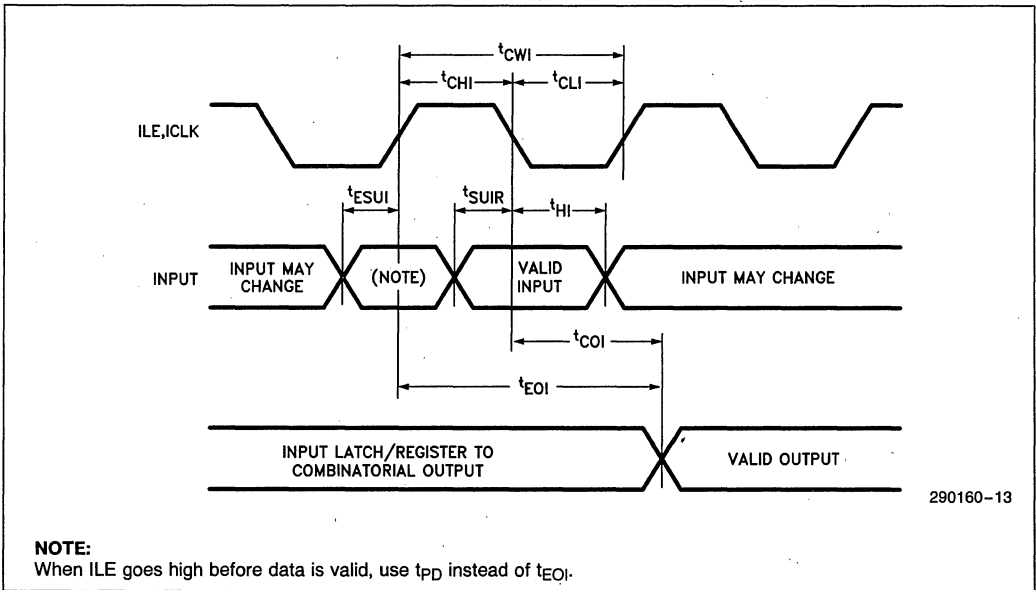 tCWI
tCHI
tCLI
ILE,ICLK
tESUI
tSUIR
tHI
INPUT
INPUT MAY
CHANGE
(NOTE)
VALID
INPUT
INPUT MAY CHANGE
tCOI
tEOI
INPUT LATCH/REGISTER TO
COMBINATORIAL OUTPUT
VALID OUTPUT
290160-13
NOTE:
When ILE goes high before data is valid, use tPD instead of tEOI.